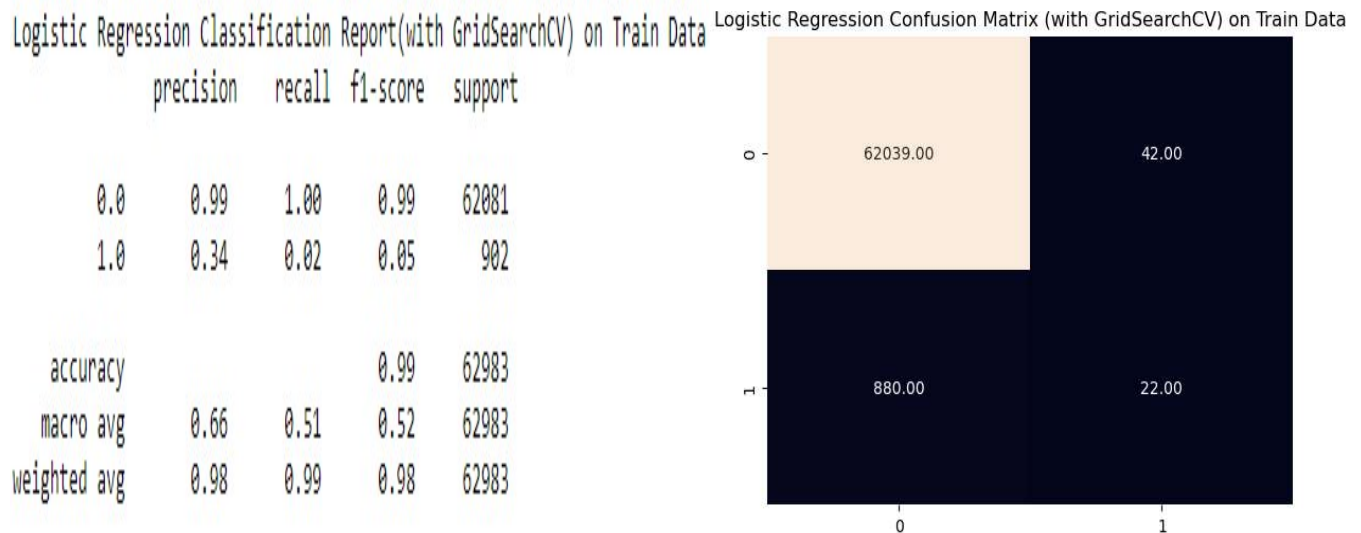 Logistic Regression Classification Report(with GridSearchCV) on Train Data
precision recall f1-score support
0.0 0.99 1.00 0.99 62081
1.0 0.34 0.02 0.05 902
accuracy 0.99 62983
macro avg 0.66 0.51 0.52 62983
weighted avg 0.98 0.99 0.98 62983
Logistic Regression Confusion Matrix (with GridSearchCV) on Train Data
0 62039.00 42.00
1 880.00 22.00
0 1